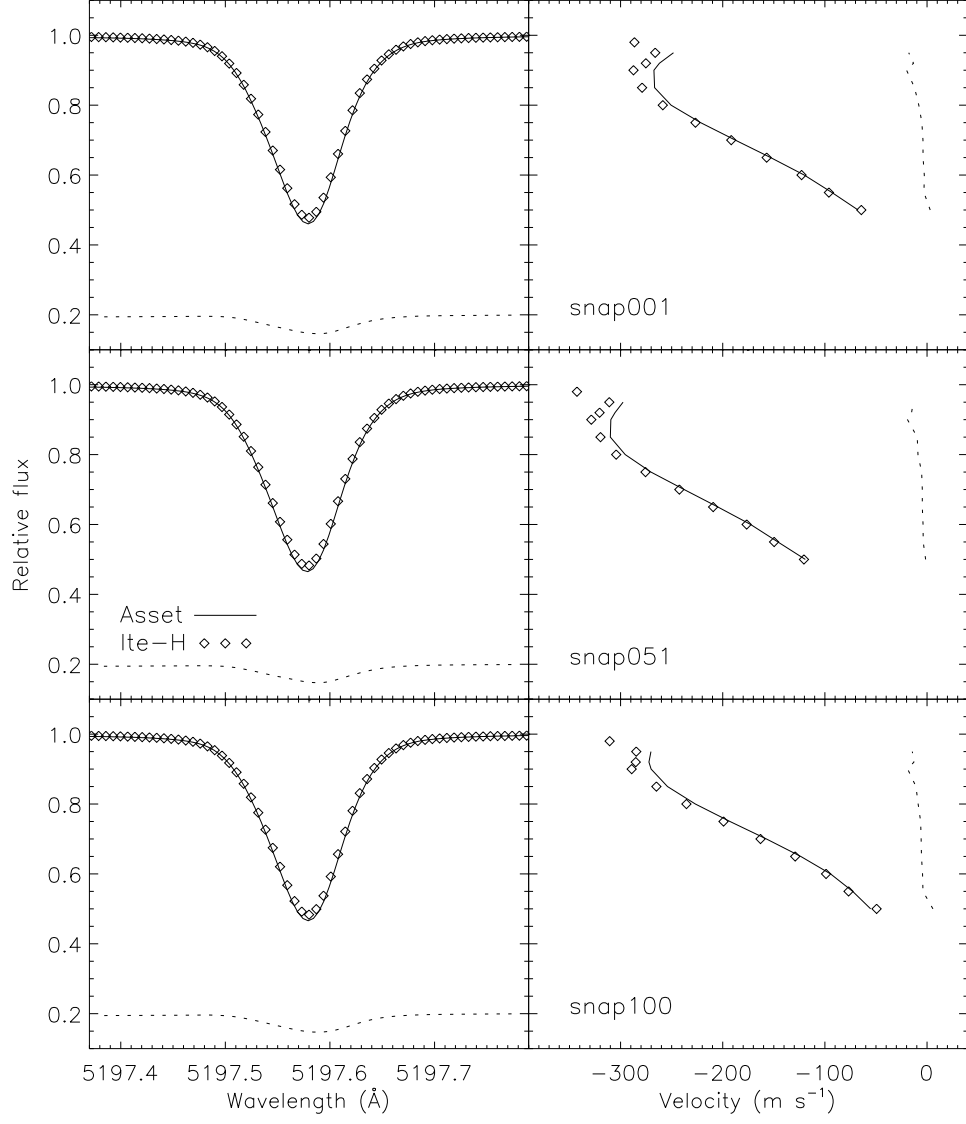 1.0
0.8
0.6
0.4
0.2
snap001
1.0
0.8
0.6
0.4
0.2
Relative flux
Asset
lte−H
snap051
1.0
0.8
0.6
0.4
0.2
snap100
5197.4 5197.5 5197.6 5197.7
−300 −200 −100 0
Wavelength (Å)
Velocity (m s⁻¹)